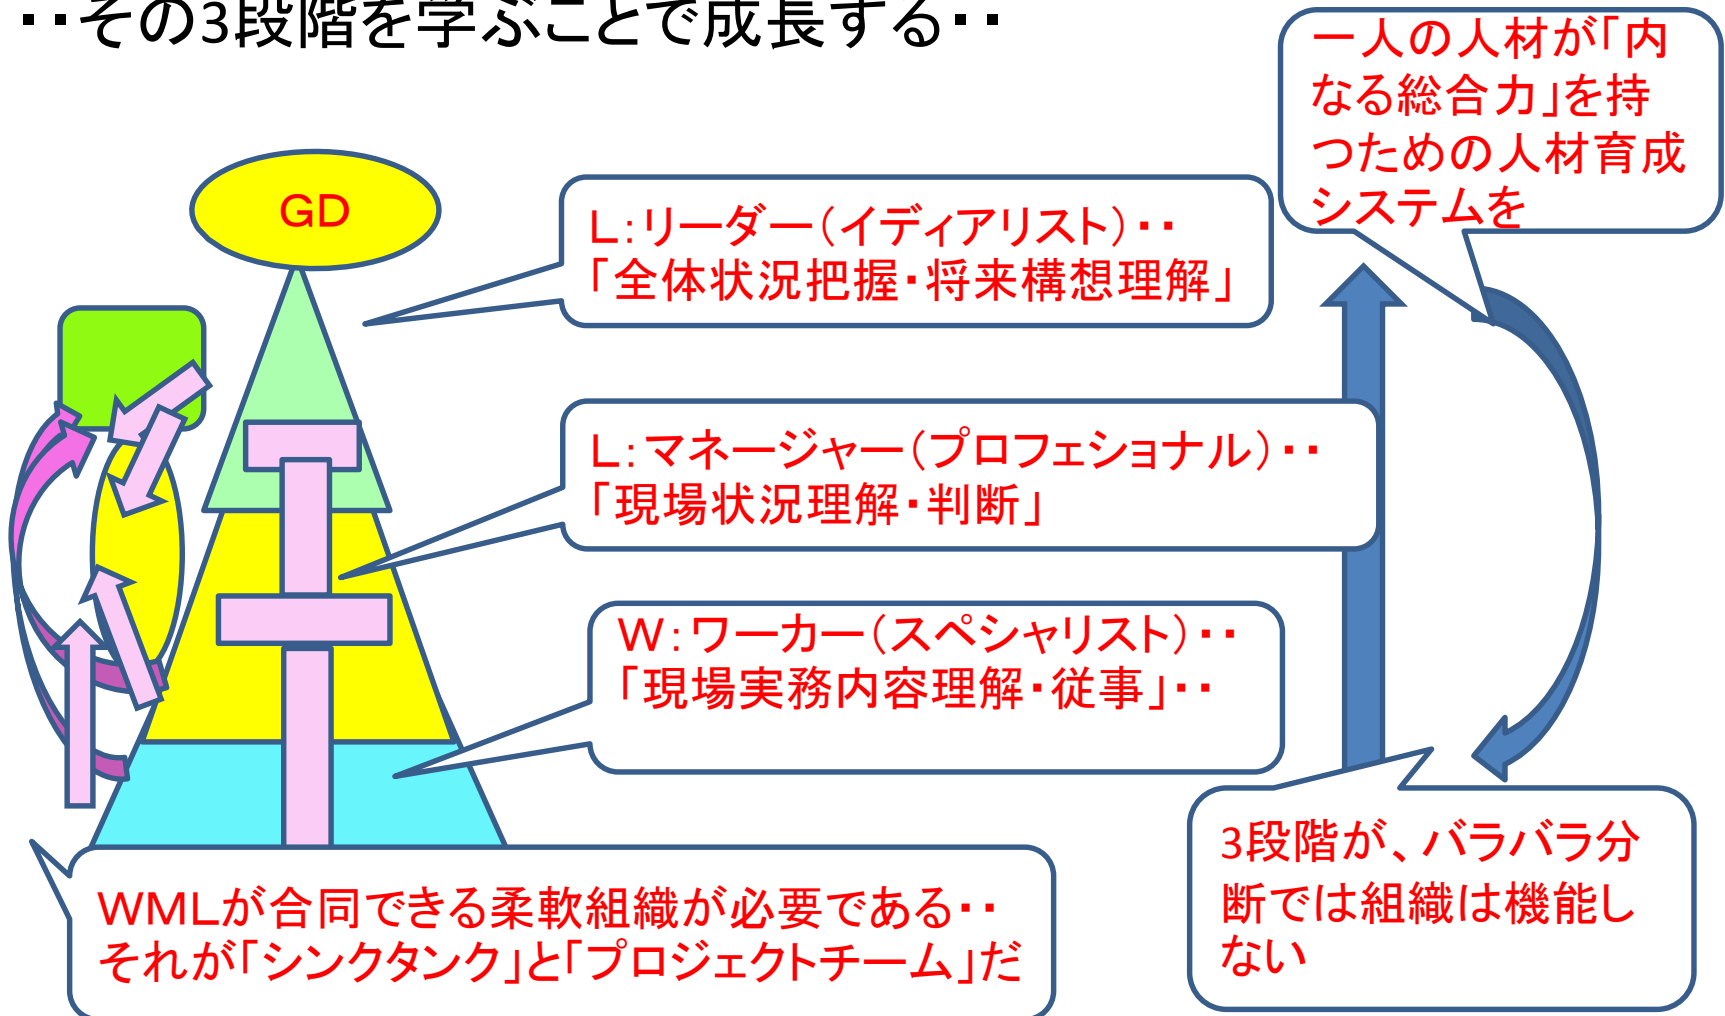 ･･その3段階を学ぶことで成長する･･
一人の人材が｢内
なる総合力｣を持
つための人材育成
システムを
GD
L:リーダー(イディアリスト)･･
｢全体状況把握･将来構想理解｣
L:マネージャー(プロフェショナル)･･
｢現場状況理解･判断｣
W:ワーカー(スペシャリスト)･･
｢現場実務内容理解･従事｣･･
3段階が、バラバラ分
断では組織は機能し
ない
WMLが合同できる柔軟組織が必要である･･
それが｢シンクタンク｣と｢プロジェクトチーム｣だ